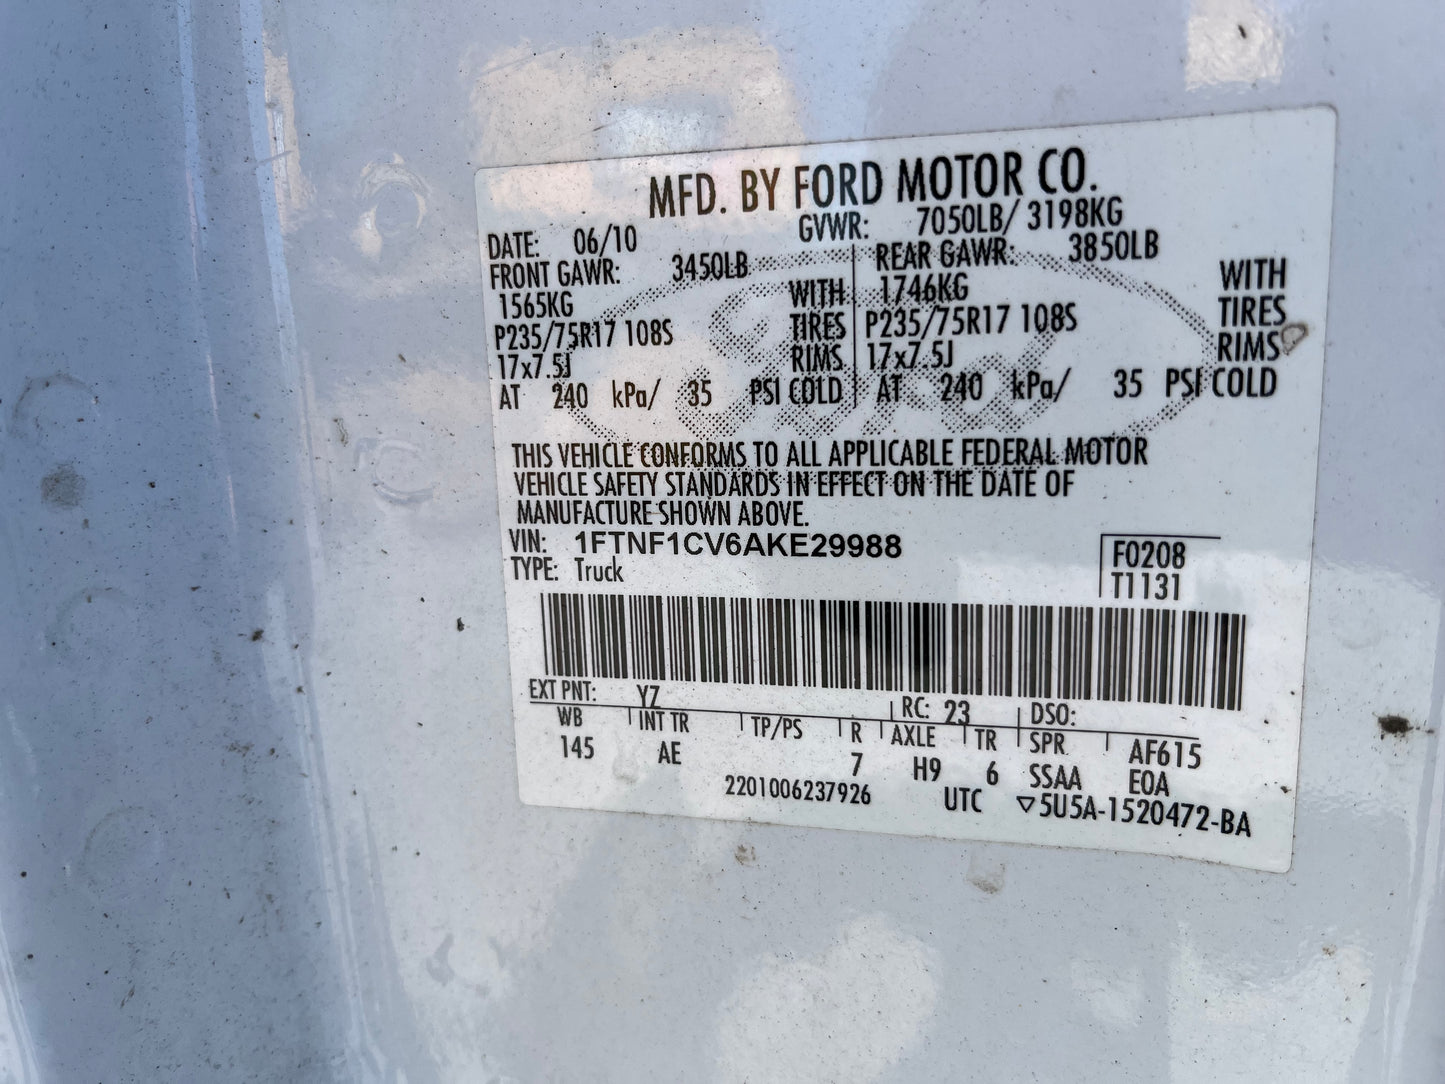 MFD. BY FORD MOTOR CO.
DATE: 06/10 GVWR: 7050LB/ 3198KG
FRONT GAWR: 3450LB REAR GAWR: 3850LB
1565KG WITH 1746KG WITH
P235/75R17 108S TIRES P235/75R17 108S TIRES
17x7.5J RIMS 17x7.5J RIMS
AT 240 kPa/ 35 PSI COLD AT 240 kPa/ 35 PSI COLD
THIS VEHICLE CONFORMS TO ALL APPLICABLE FEDERAL MOTOR
VEHICLE SAFETY STANDARDS IN EFFECT ON THE DATE OF
MANUFACTURE SHOWN ABOVE.
VIN: 1FTNF1CV6AKE29988 F0208
TYPE: Truck T1131
EXT PNT: YZ RC: 23 DSO:
WB INT TR TP/PS R AXLE TR SPR AF615
145 AE 7 H9 6 SSAA E0A
2201006237926 UTC ▽5U5A-1520472-BA